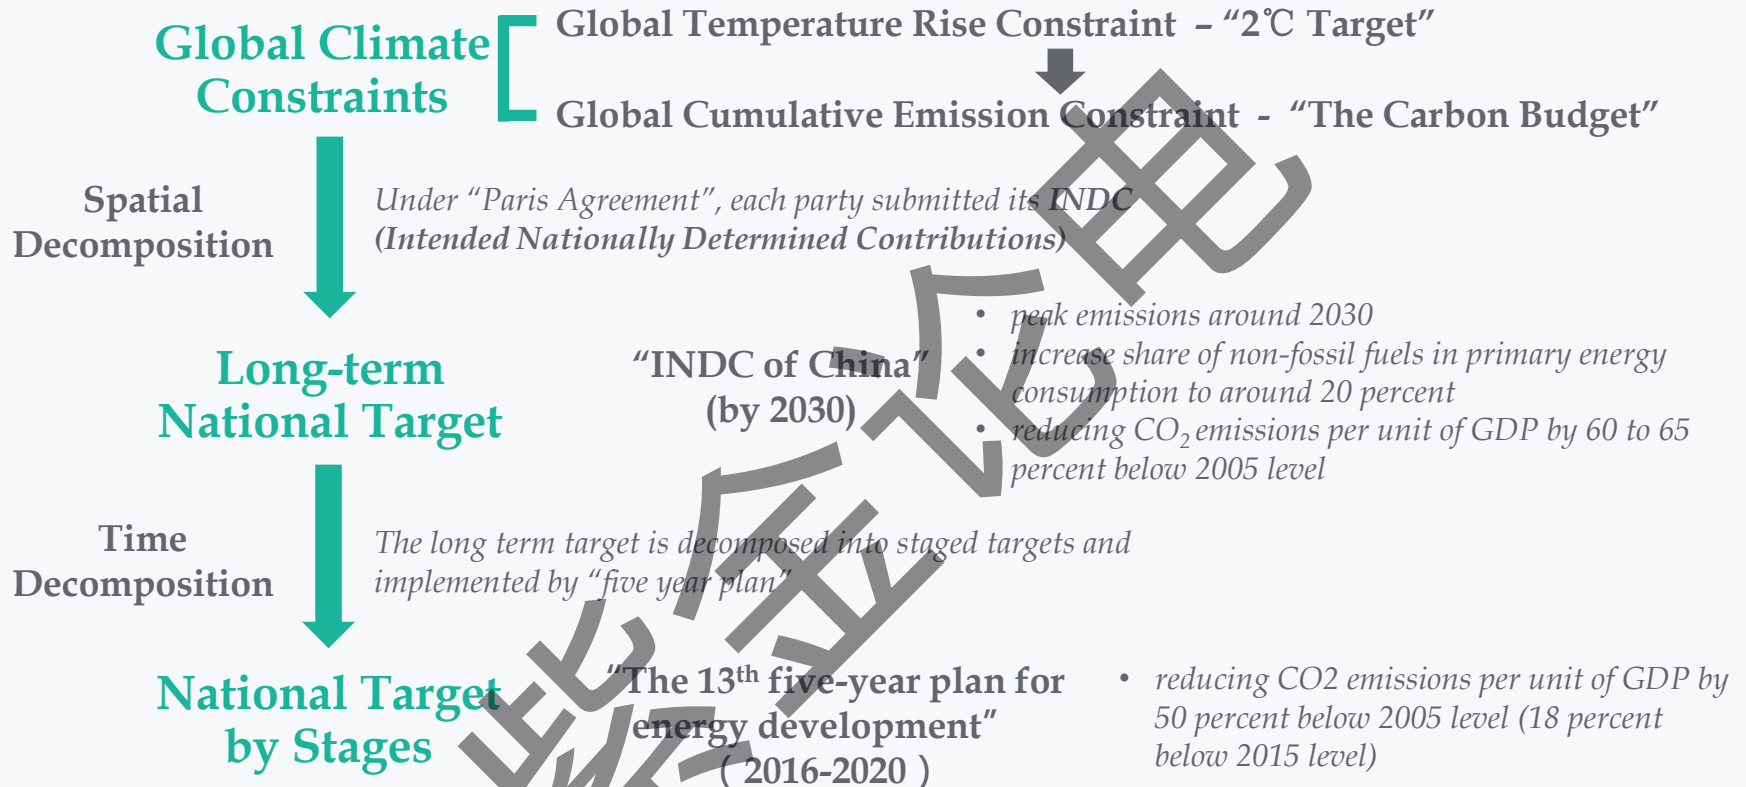 Global Climate
Constraints
Global Temperature Rise Constraint – “2℃ Target”
Global Cumulative Emission Constraint - “The Carbon Budget”
Spatial
Decomposition
Under “Paris Agreement”, each party submitted its INDC
(Intended Nationally Determined Contributions)
Long-term
National Target
“INDC of China”
(by 2030)
• peak emissions around 2030
• increase share of non-fossil fuels in primary energy
consumption to around 20 percent
• reducing CO₂ emissions per unit of GDP by 60 to 65
percent below 2005 level
Time
Decomposition
The long term target is decomposed into staged targets and
implemented by “five year plan”
National Target
by Stages
“The 13th five-year plan for
energy development”
( 2016-2020 )
• reducing CO2 emissions per unit of GDP by
50 percent below 2005 level (18 percent
below 2015 level)
紫金论电